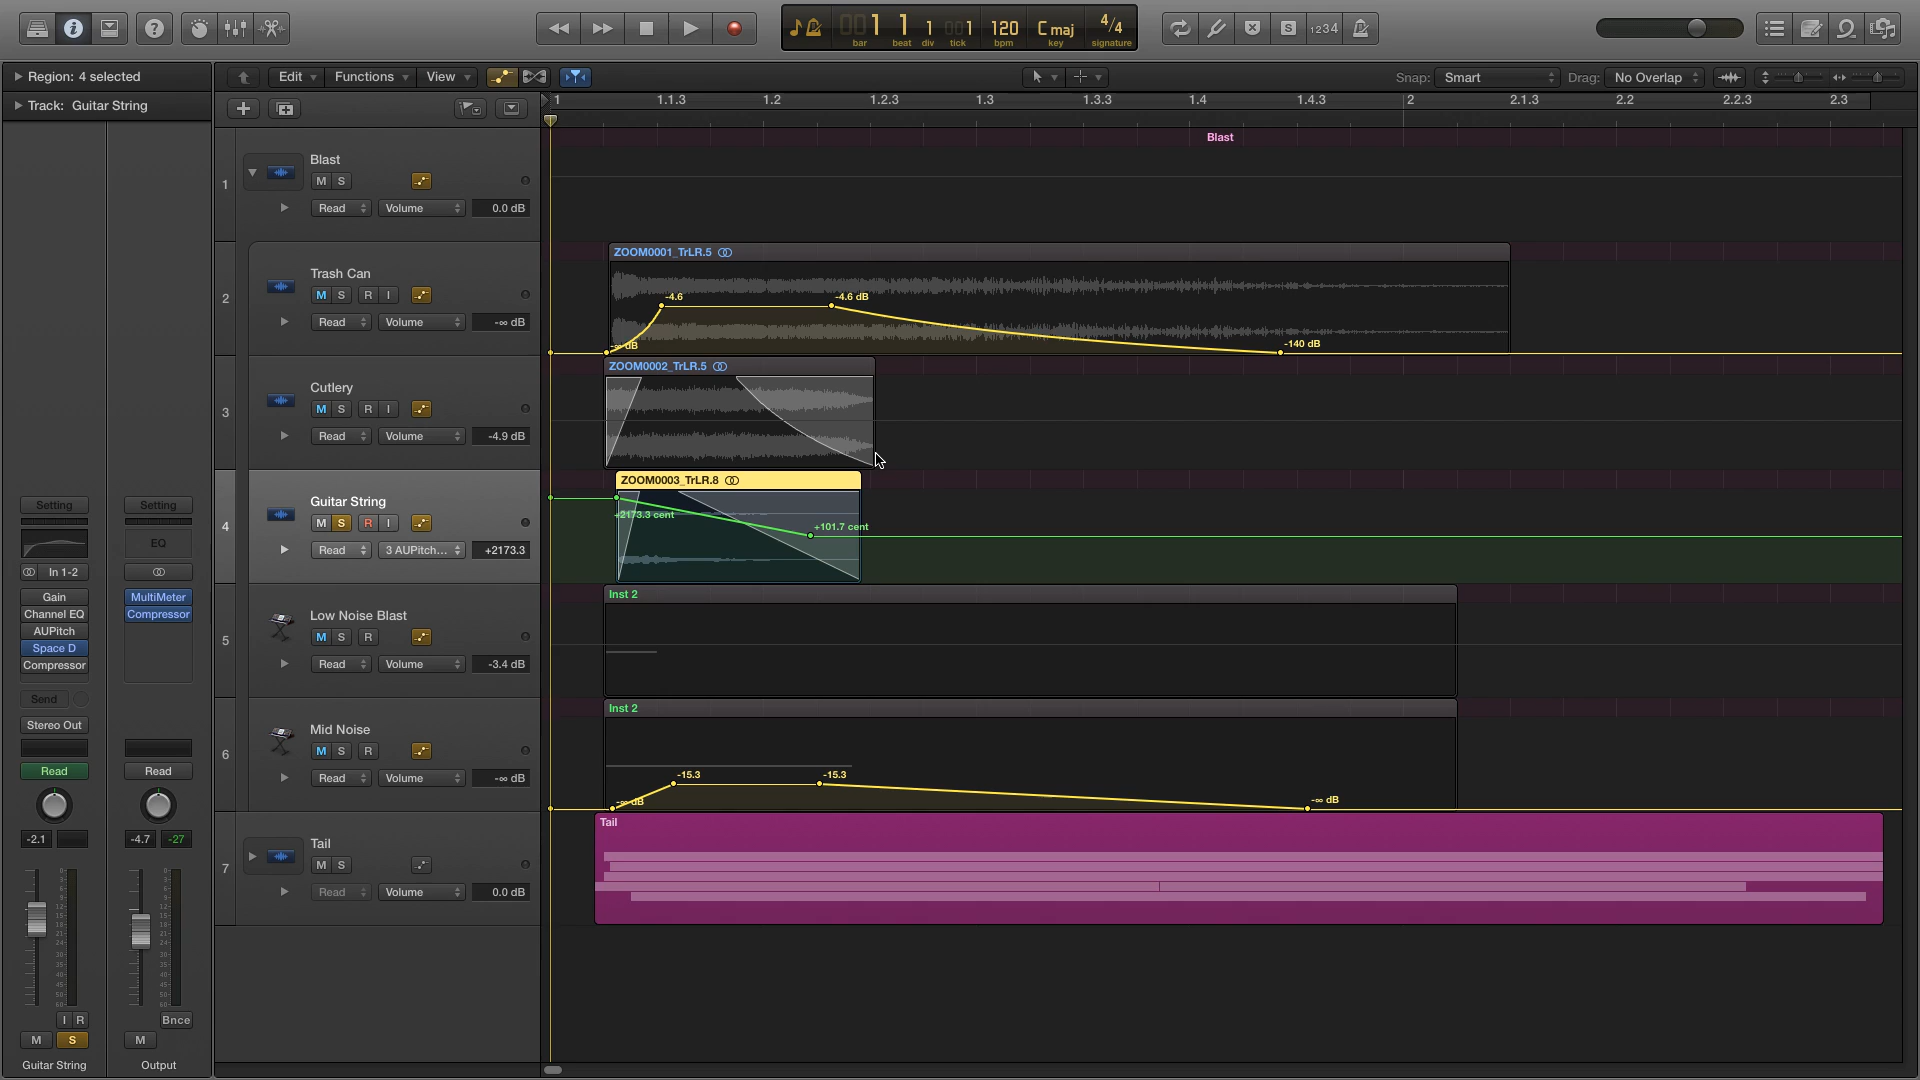 001 1 1 001 120 C maj 4/4
bar beat div tick bpm key signature
S 1234
Region: 4 selected
Edit Functions View
Snap: Smart Drag: No Overlap
Track: Guitar String
1 1.1.3 1.2 1.2.3 1.3 1.3.3 1.4 1.4.3 2 2.1.3 2.2 2.2.3 2.3
Blast
1 Blast
M S
Read Volume 0.0 dB
2 Trash Can
M S R I
Read Volume -∞ dB
ZOOM0001_TrLR.5
-4.6 -4.6 dB
-∞ dB -140 dB
3 Cutlery
M S R I
Read Volume -4.9 dB
ZOOM0002_TrLR.5
4 Guitar String
M S R I
Read 3 AUPitch... +2173.3
ZOOM0003_TrLR.8
+2173.3 cent +101.7 cent
5 Low Noise Blast
M S R
Read Volume -3.4 dB
Inst 2
6 Mid Noise
M S R
Read Volume -∞ dB
Inst 2
-15.3 -15.3
-∞ dB -∞ dB
7 Tail
M S
Read Volume 0.0 dB
Tail
Setting Setting
EQ
In 1-2
Gain MultiMeter
Channel EQ Compressor
AUPitch
Space D
Compressor
Send
Stereo Out
Read Read
-2.1 -4.7 -27
I R Bnce
M S M
Guitar String Output